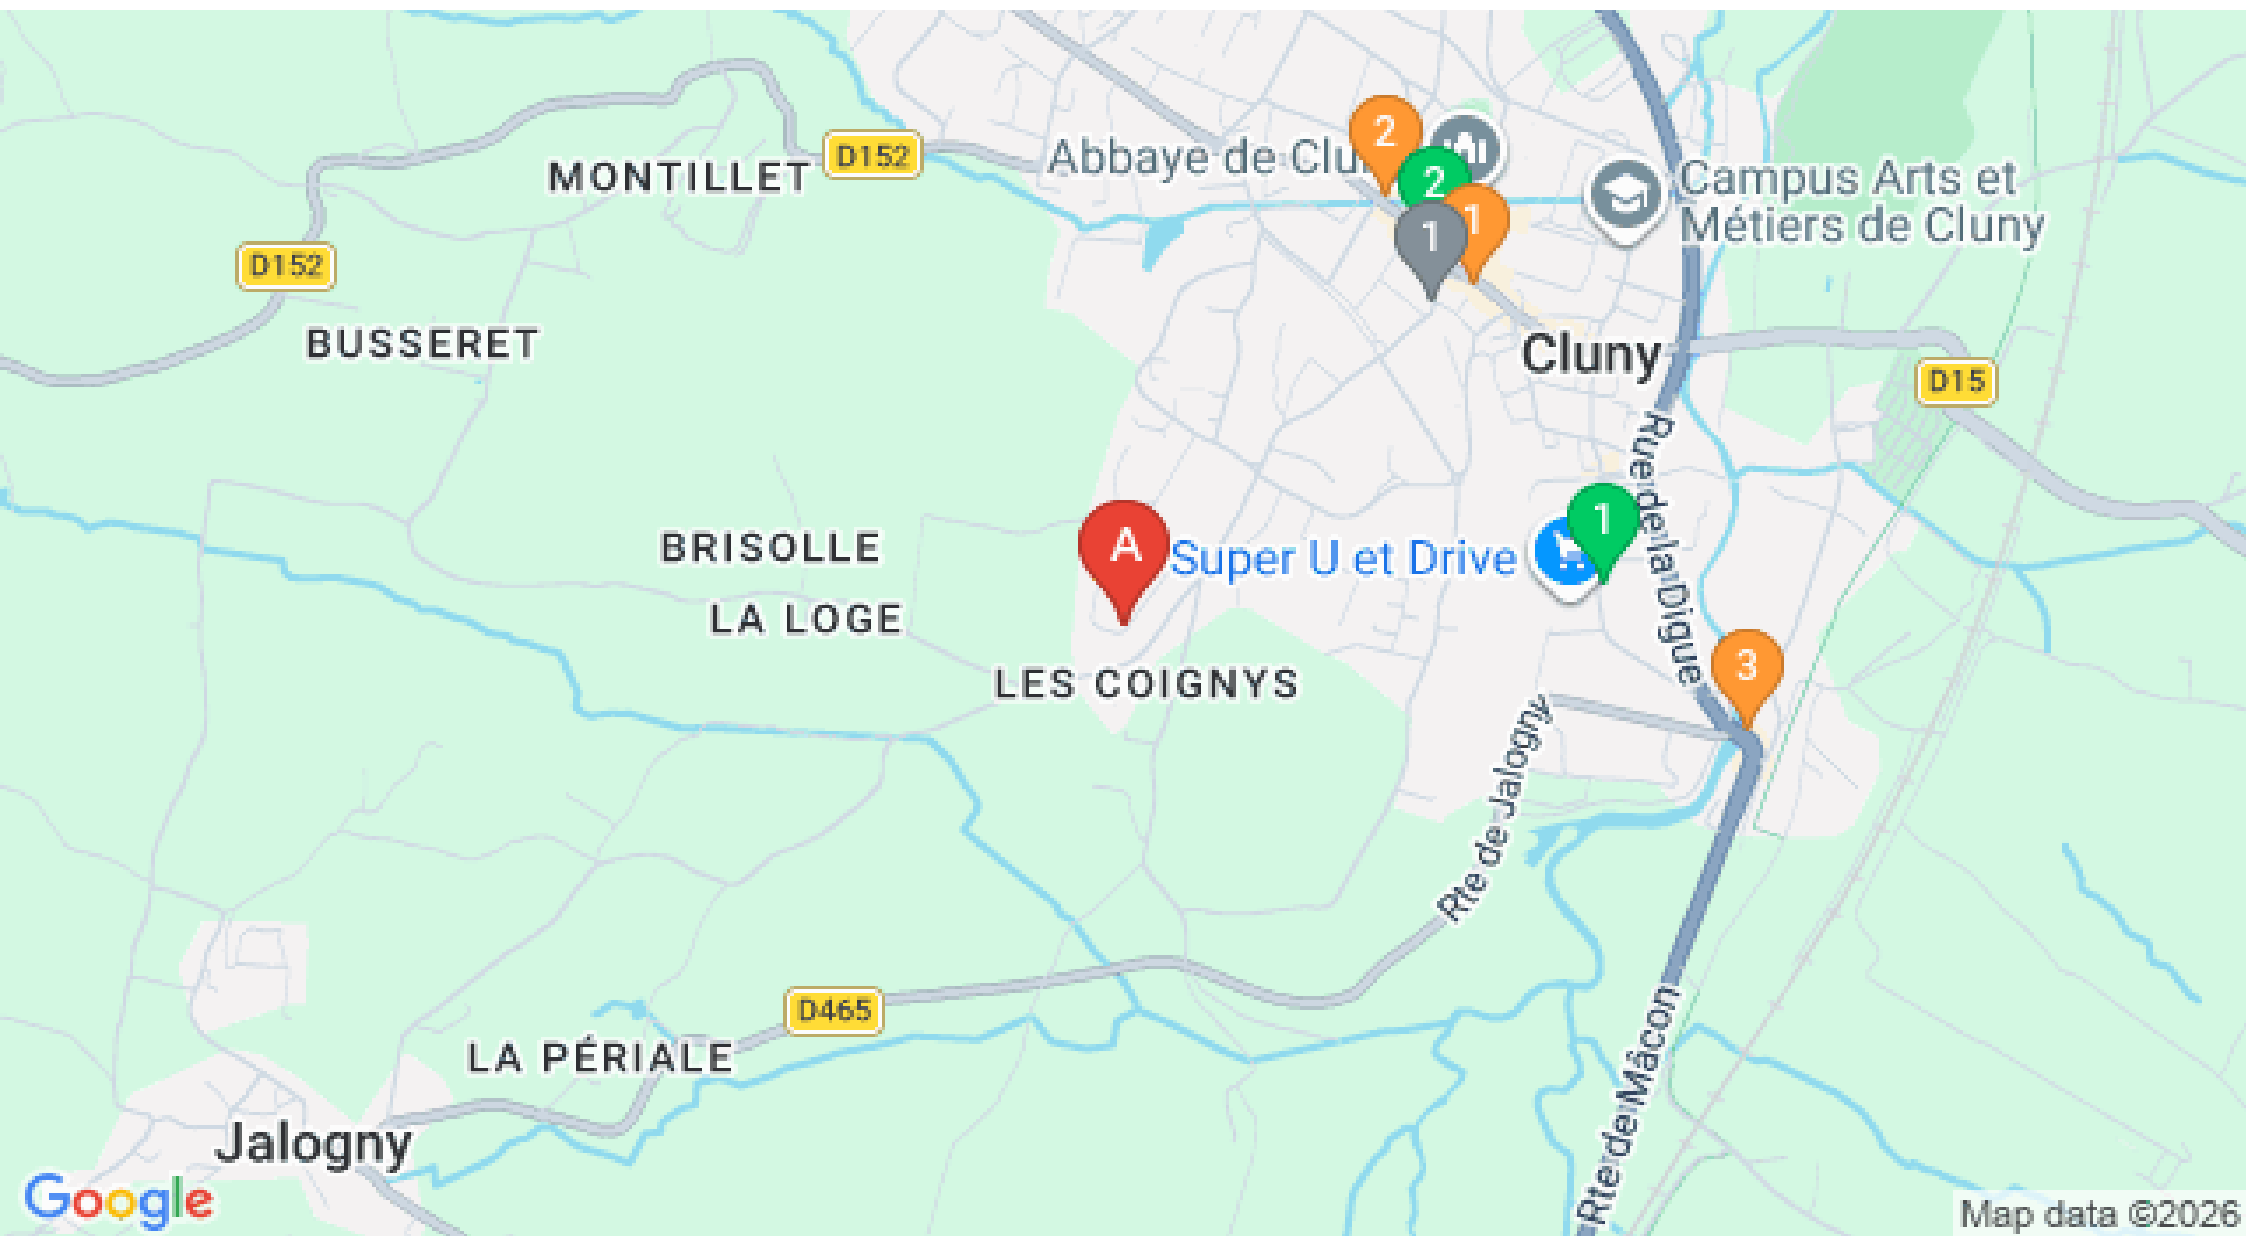 2
Abbaye de Clu
MONTILLET
D152
2
Campus Arts et
Métiers de Cluny
1
1
D152
BUSSERET
Cluny
D15
Rue de la Digue
A
Super U et Drive
1
BRISOLLE
LA LOGE
LES COIGNYS
3
Rte de Jalogny
D465
LA PÉRIALE
Rte de Mâcon
Jalogny
Google
Map data ©2026